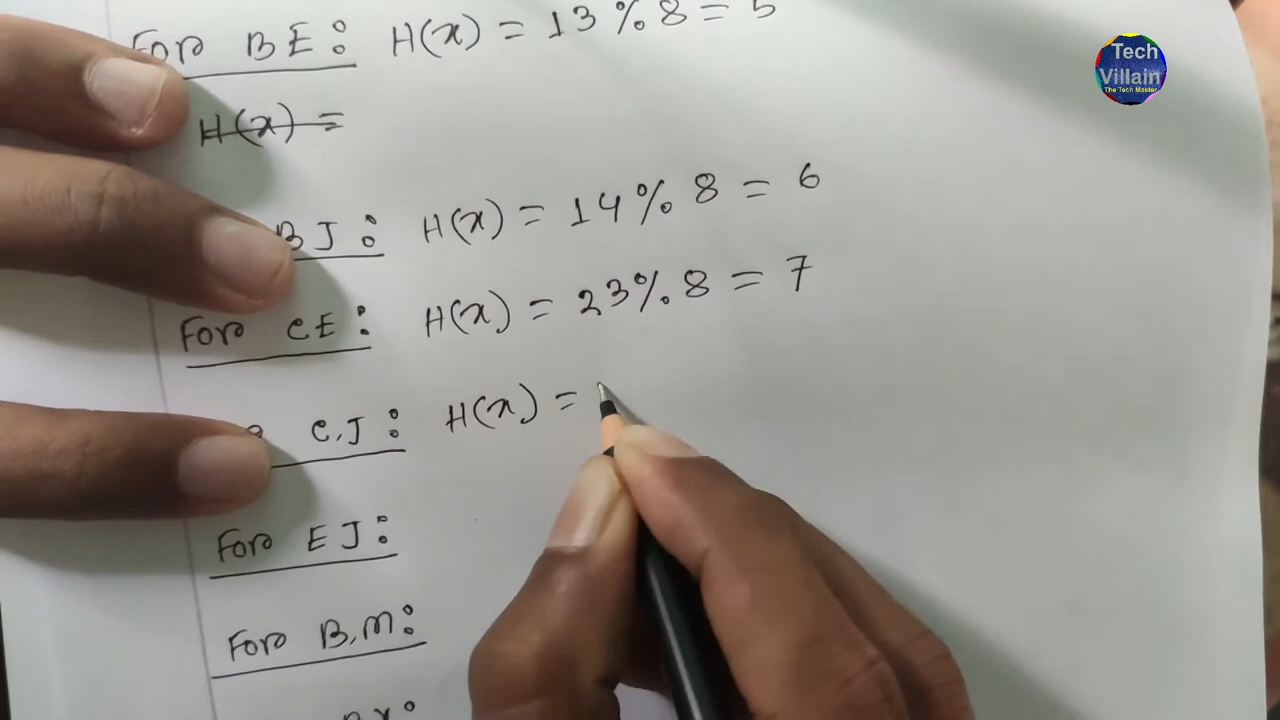 For BE: H(x) = 13 % 8 = 5
H(x) =
BJ: H(x) = 14 % 8 = 6
For CE: H(x) = 23 % 8 = 7
C,J: H(x) =
For EJ:
For B,M:
Tech
Villain
The Tech Master